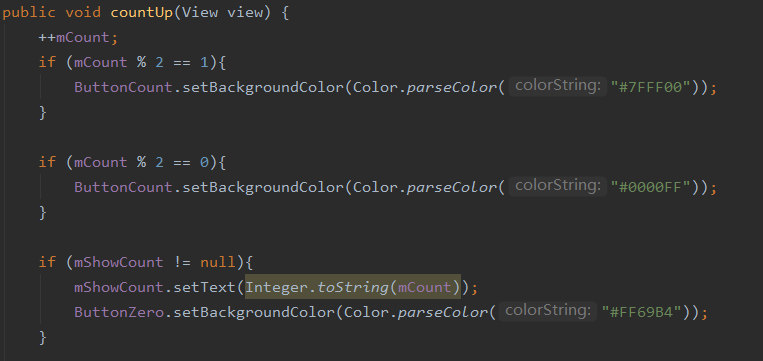 public void countUp(View view) {
++mCount;
if (mCount % 2 == 1){
ButtonCount.setBackgroundColor(Color.parseColor( colorString: "#7FFF00"));
}
if (mCount % 2 == 0){
ButtonCount.setBackgroundColor(Color.parseColor( colorString: "#0000FF"));
}
if (mShowCount != null){
mShowCount.setText(Integer.toString(mCount));
ButtonZero.setBackgroundColor(Color.parseColor( colorString: "#FF69B4"));
}